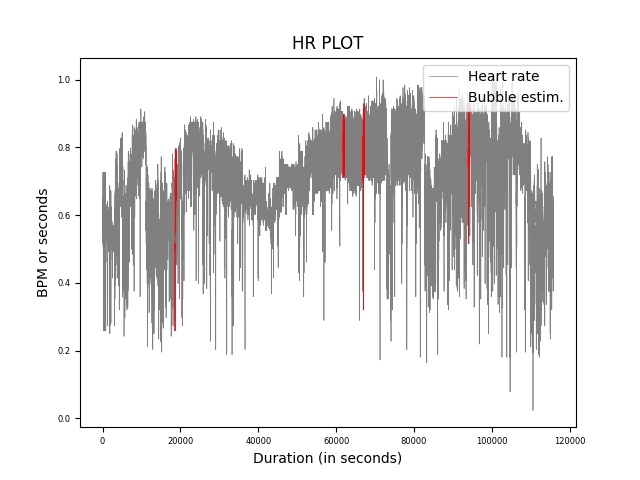 HR PLOT
Heart rate
Bubble estim.
BPM or seconds
1.0
0.8
0.6
0.4
0.2
0.0
0
20000
40000
60000
80000
100000
120000
Duration (in seconds)